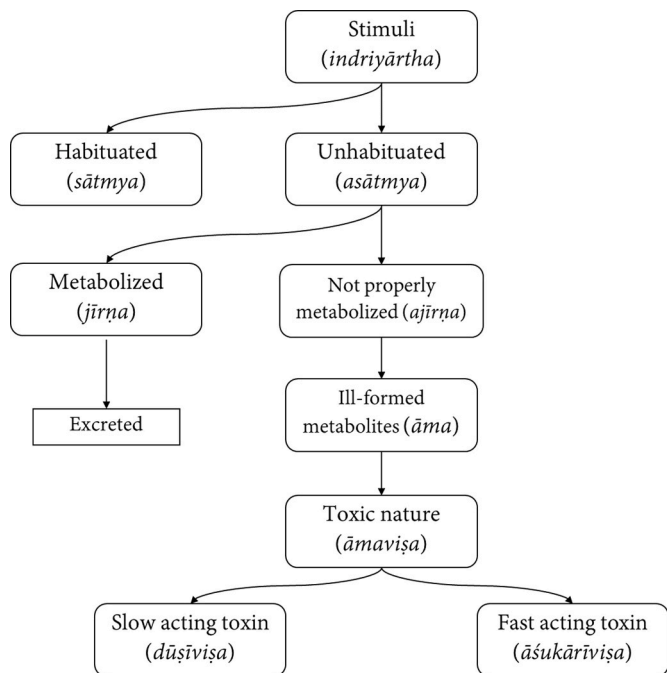 Stimuli
(indriyārtha)
Habituated
(sātmya)
Unhabituated
(asātmya)
Metabolized
(jīrṇa)
Not properly
metabolized (ajīrṇa)
Excreted
Ill-formed
metabolites (āma)
Toxic nature
(āmaviṣa)
Slow acting toxin
(dūṣīviṣa)
Fast acting toxin
(āśukārīviṣa)